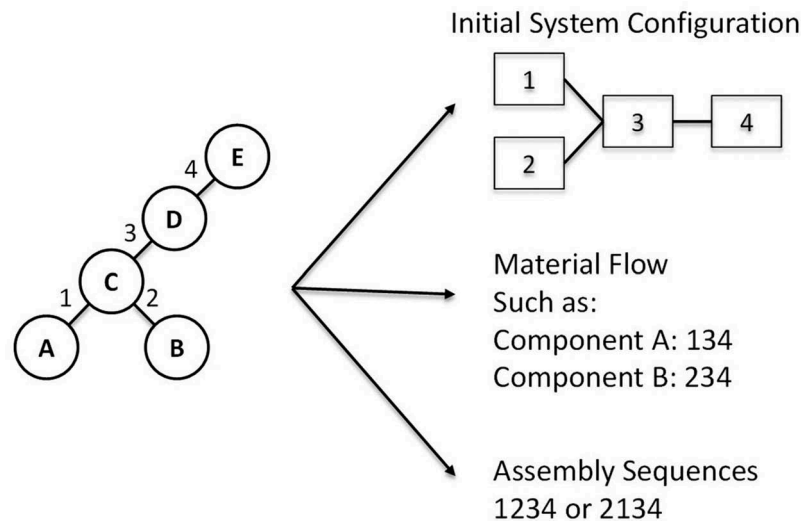 Initial System Configuration
1
2
3
4
E
4
D
3
C
1
2
A
B
Material Flow
Such as:
Component A: 134
Component B: 234
Assembly Sequences
1234 or 2134